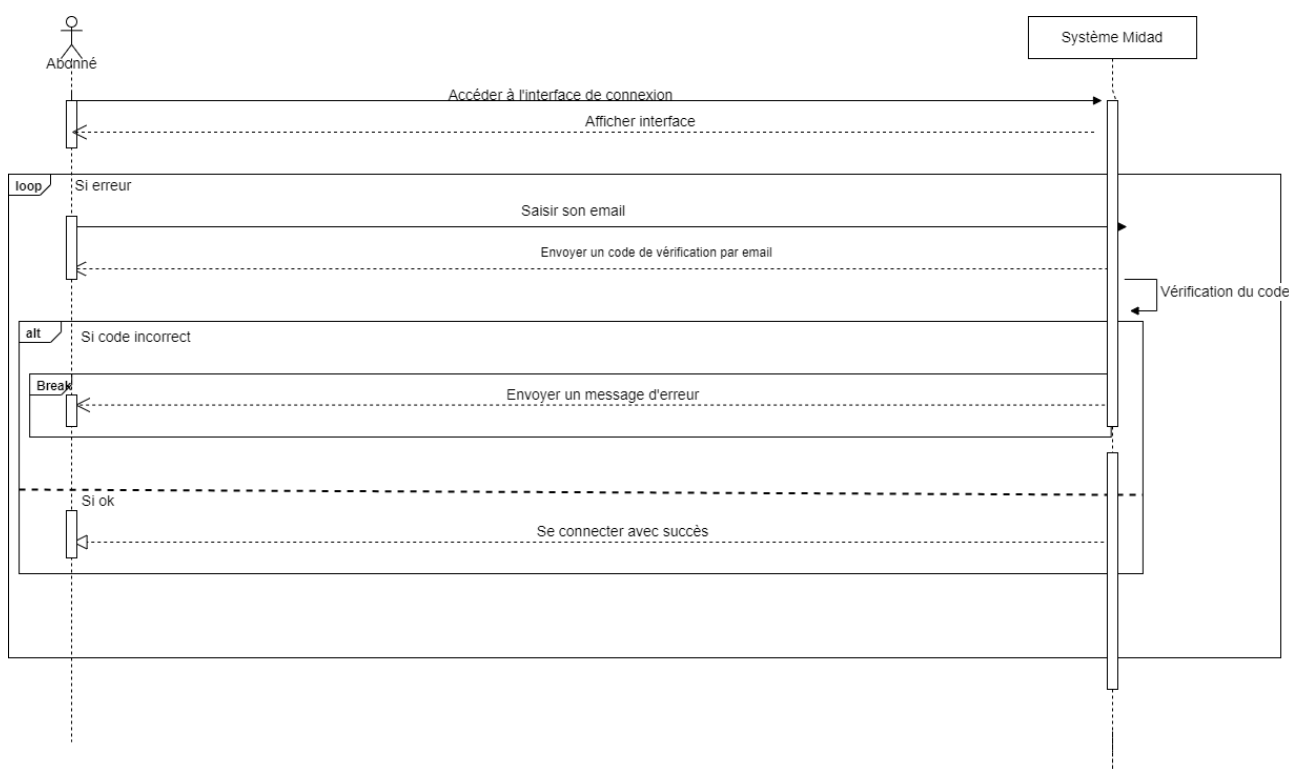 Système Midad
Abonné
Accéder à l'interface de connexion
Afficher interface
loop
Si erreur
Saisir son email
Envoyer un code de vérification par email
Vérification du code
alt
Si code incorrect
Break
Envoyer un message d'erreur
Si ok
Se connecter avec succès